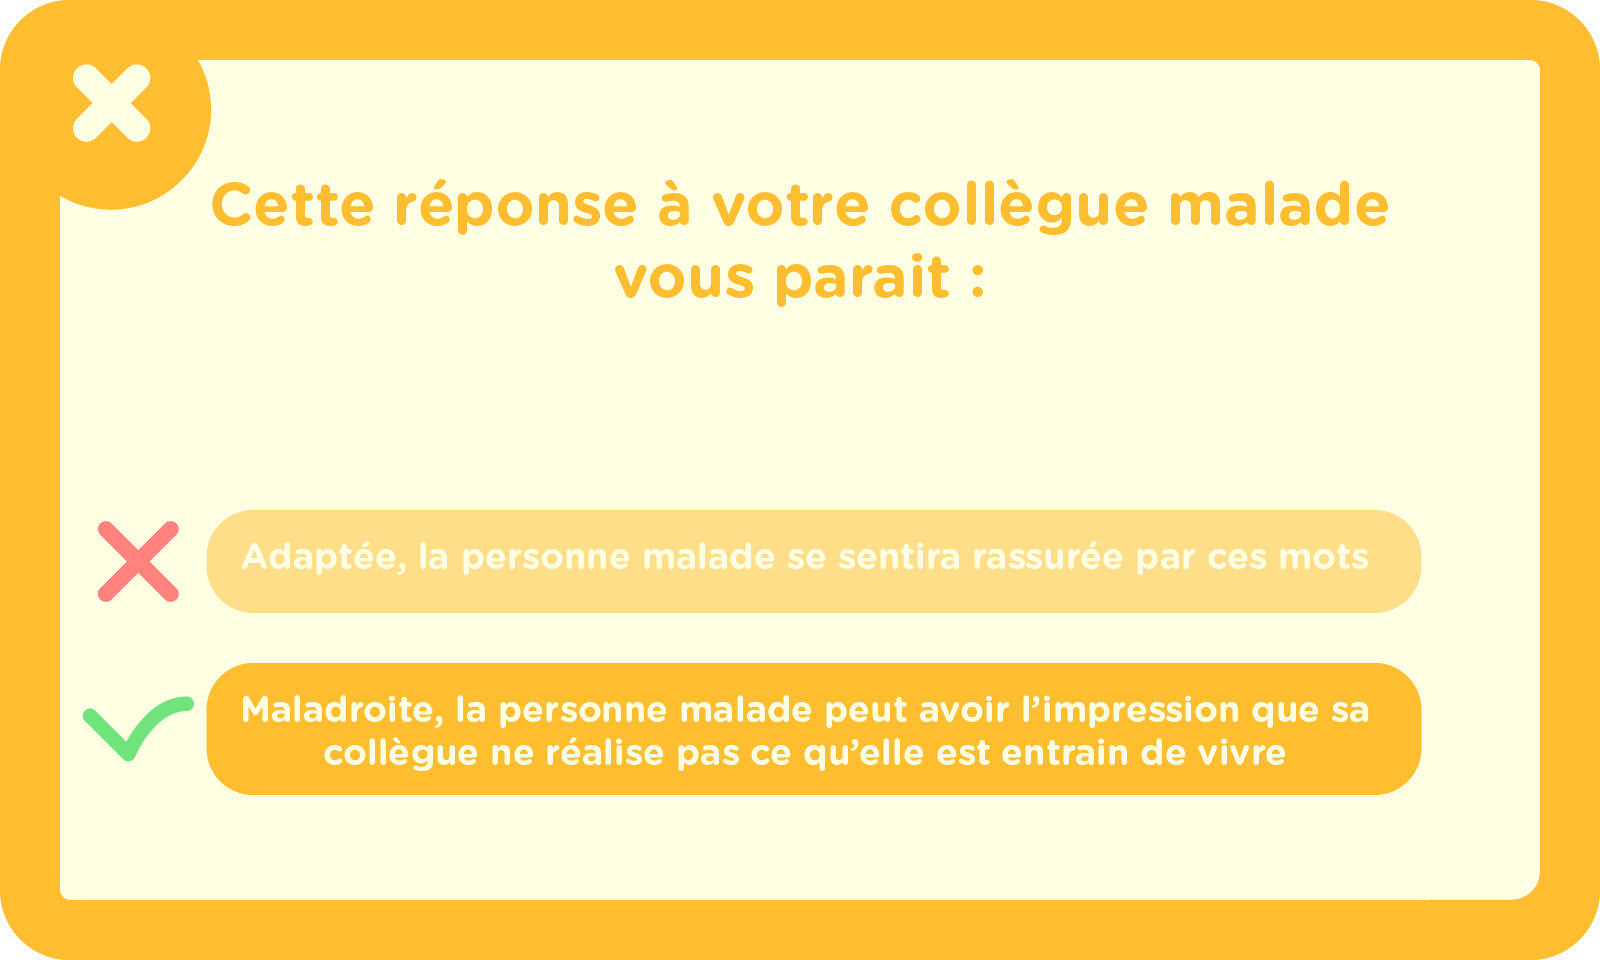 Cette réponse à votre collègue malade
vous parait :
Adaptée, la personne malade se sentira rassurée par ces mots
Maladroite, la personne malade peut avoir l’impression que sa
collègue ne réalise pas ce qu’elle est entrain de vivre